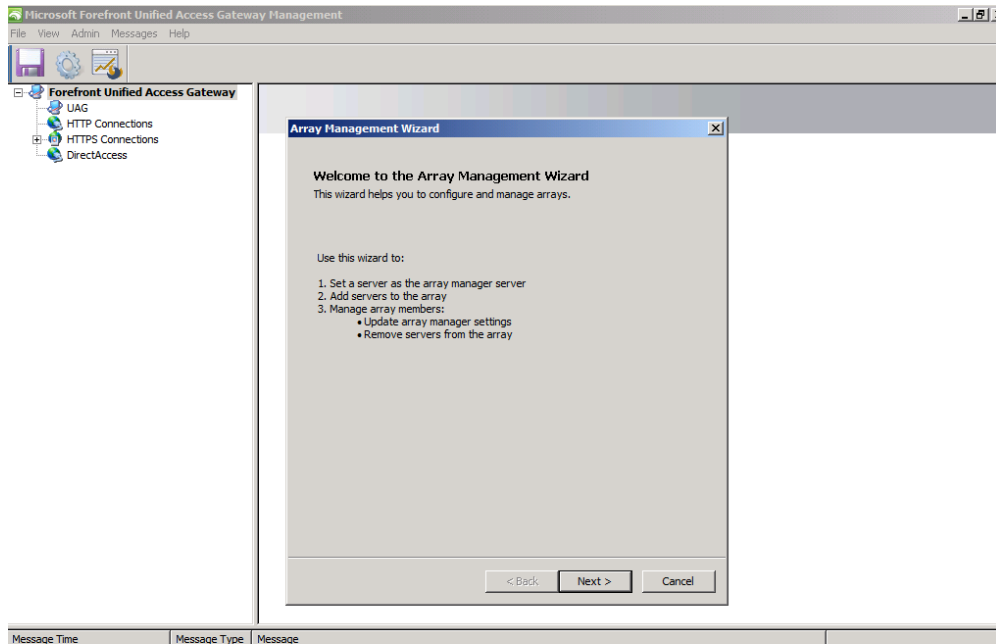 Microsoft Forefront Unified Access Gateway Management
File View Admin Messages Help
Forefront Unified Access Gateway
UAG
HTTP Connections
HTTPS Connections
DirectAccess
Array Management Wizard
Welcome to the Array Management Wizard
This wizard helps you to configure and manage arrays.
Use this wizard to:
1. Set a server as the array manager server
2. Add servers to the array
3. Manage array members:
• Update array manager settings
• Remove servers from the array
< Back Next > Cancel
Message Time Message Type Message